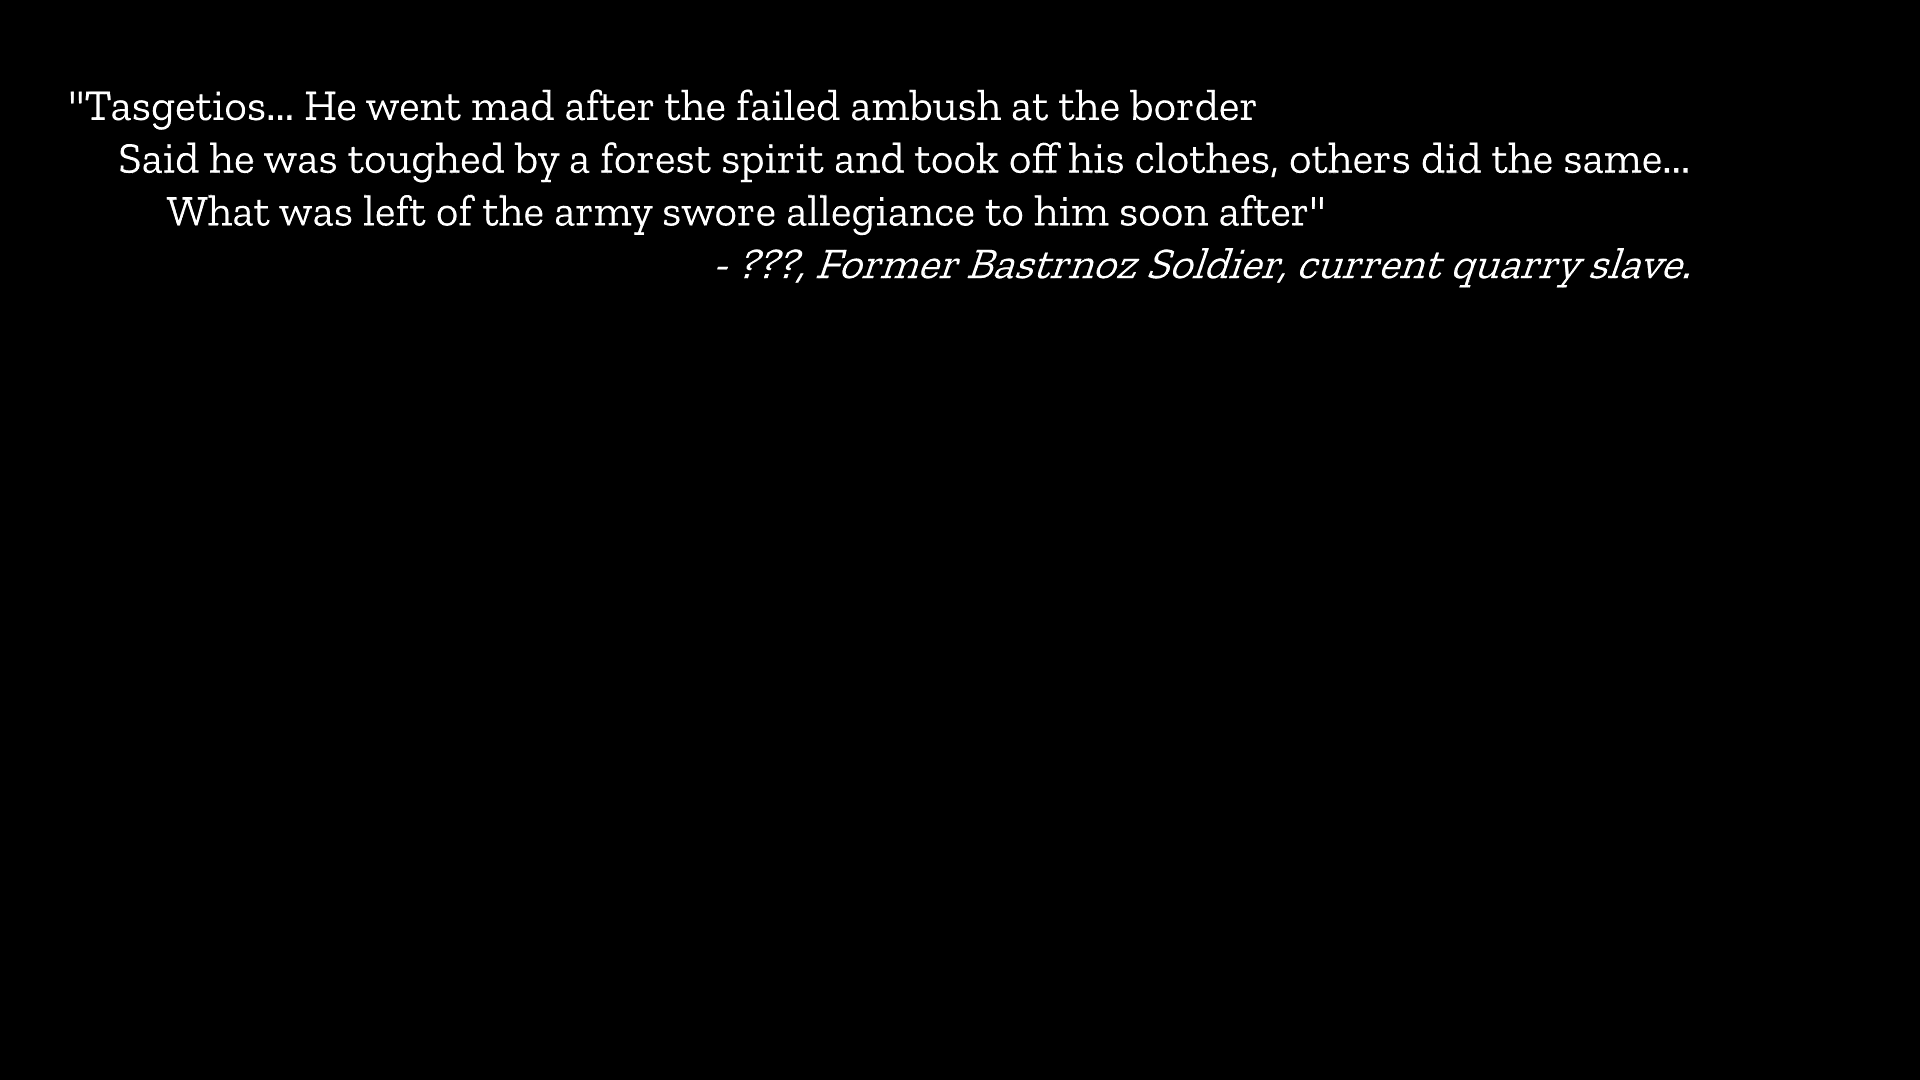 "Tasgetios... He went mad after the failed ambush at the border
Said he was toughed by a forest spirit and took off his clothes, others did the same...
What was left of the army swore allegiance to him soon after"
- ???, Former Bastrnoz Soldier, current quarry slave.